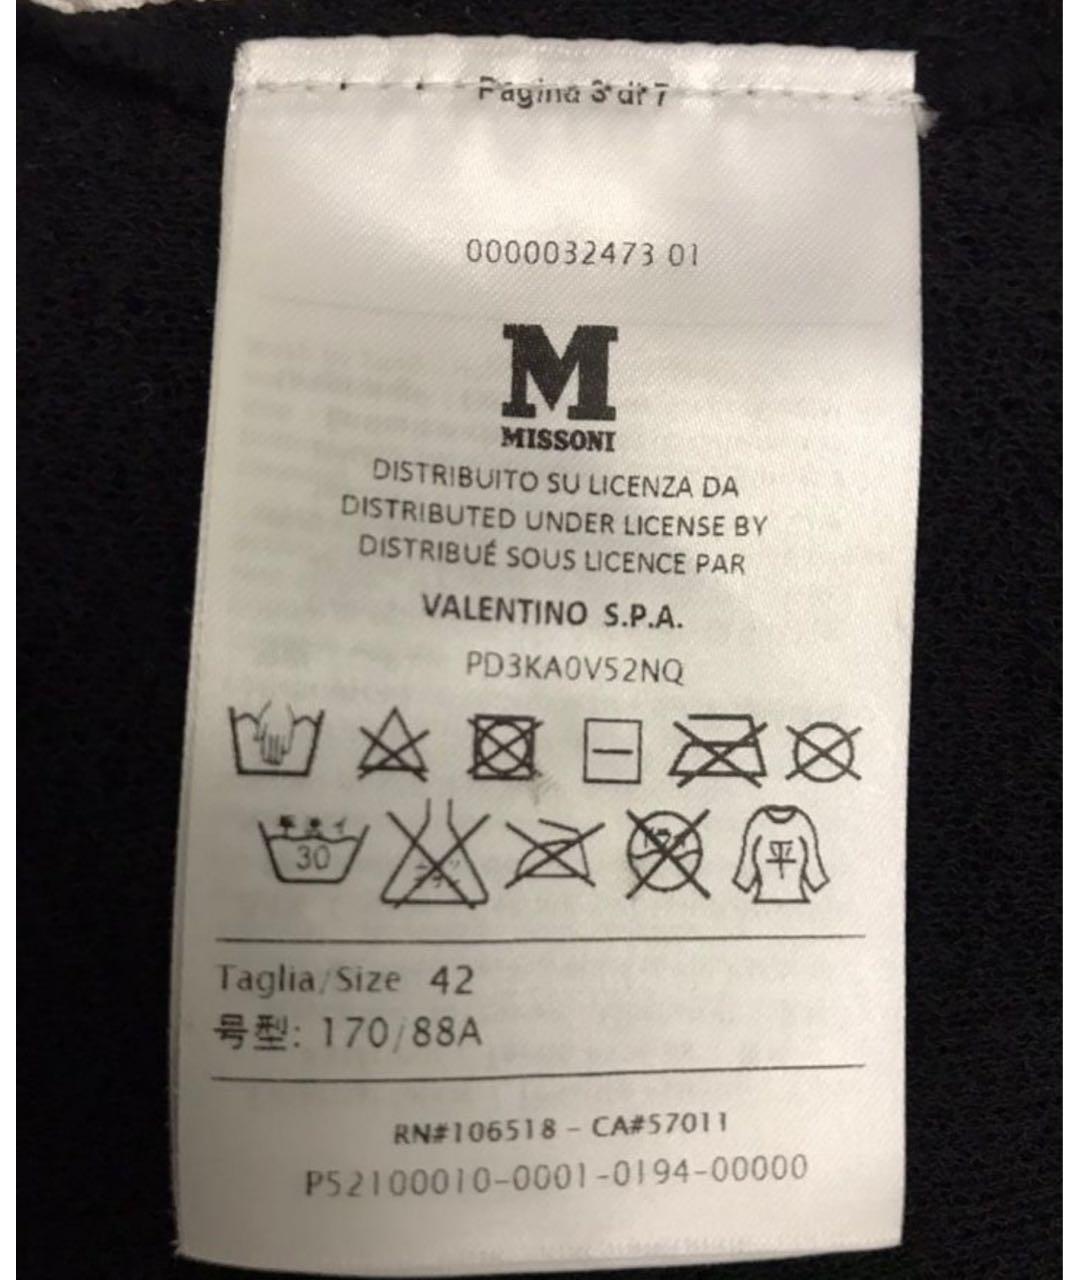 Pagina 3 di 7
0000032473 01
M
MISSONI
DISTRIBUITO SU LICENZA DA
DISTRIBUTED UNDER LICENSE BY
DISTRIBUÉ SOUS LICENCE PAR
VALENTINO S.P.A.
PD3KA0V52NQ
30
平
Taglia/Size 42
号型: 170/88A
RN#106518 - CA#57011
P52100010-0001-0194-00000